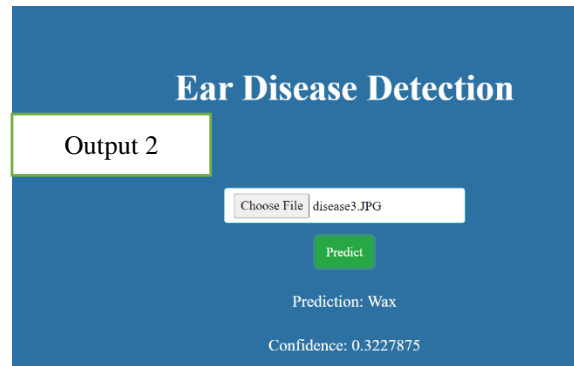 Ear Disease Detection
Output 2
Choose File disease3.JPG
Predict
Prediction: Wax
Confidence: 0.3227875